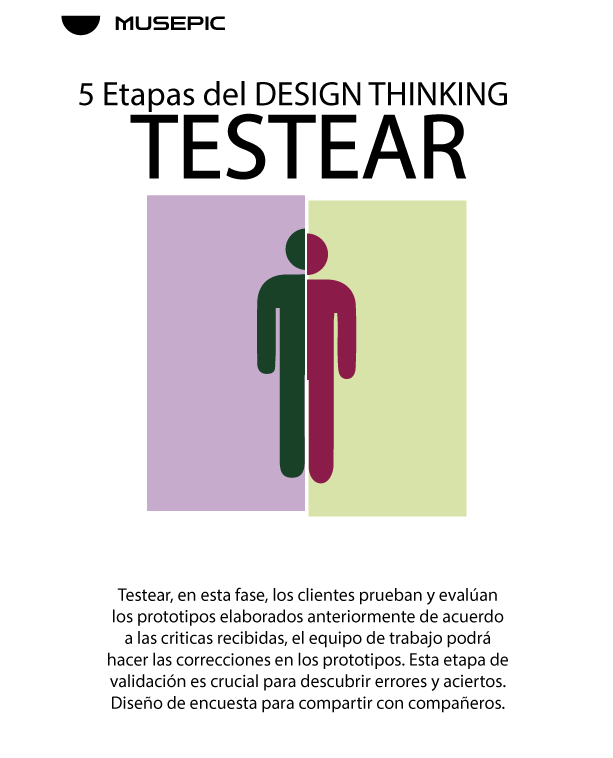 MUSEPIC
5 Etapas del DESIGN THINKING
TESTEAR
Testear, en esta fase, los clientes prueban y evalúan
los prototipos elaborados anteriormente de acuerdo
a las criticas recibidas, el equipo de trabajo podrá
hacer las correcciones en los prototipos. Esta etapa de
validación es crucial para descubrir errores y aciertos.
Diseño de encuesta para compartir con compañeros.